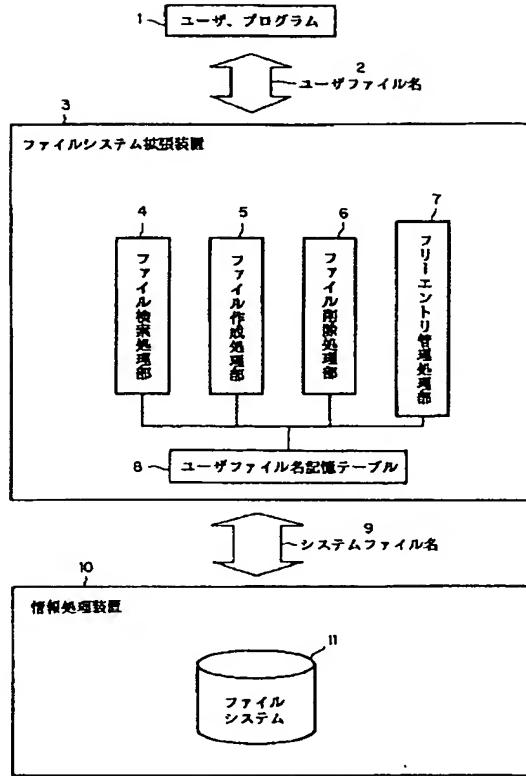 1
ユーザ、プログラム
2
ユーザファイル名
3
ファイルシステム拡張装置
4
ファイル検索処理部
5
ファイル作成処理部
6
ファイル削除処理部
7
フリーエントリ管理処理部
8
ユーザファイル名記憶テーブル
9
システムファイル名
10
情報処理装置
11
ファイル
システム